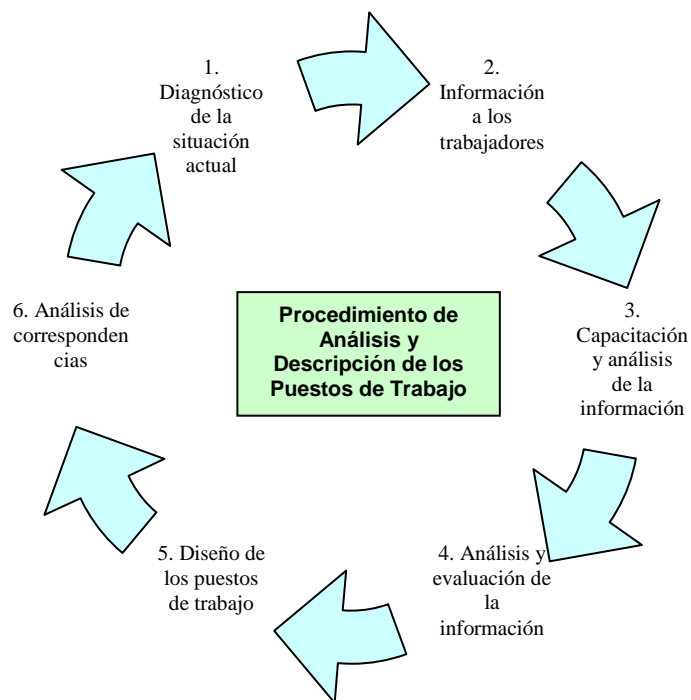 1.
Diagnóstico
de la
situación
actual
2.
Información
a los
trabajadores
3.
Capacitación
y análisis
de la
información
4. Análisis y
evaluación de
la
información
5. Diseño de
los puestos
de trabajo
6. Análisis de
corresponden
cias
Procedimiento de
Análisis y
Descripción de los
Puestos de Trabajo